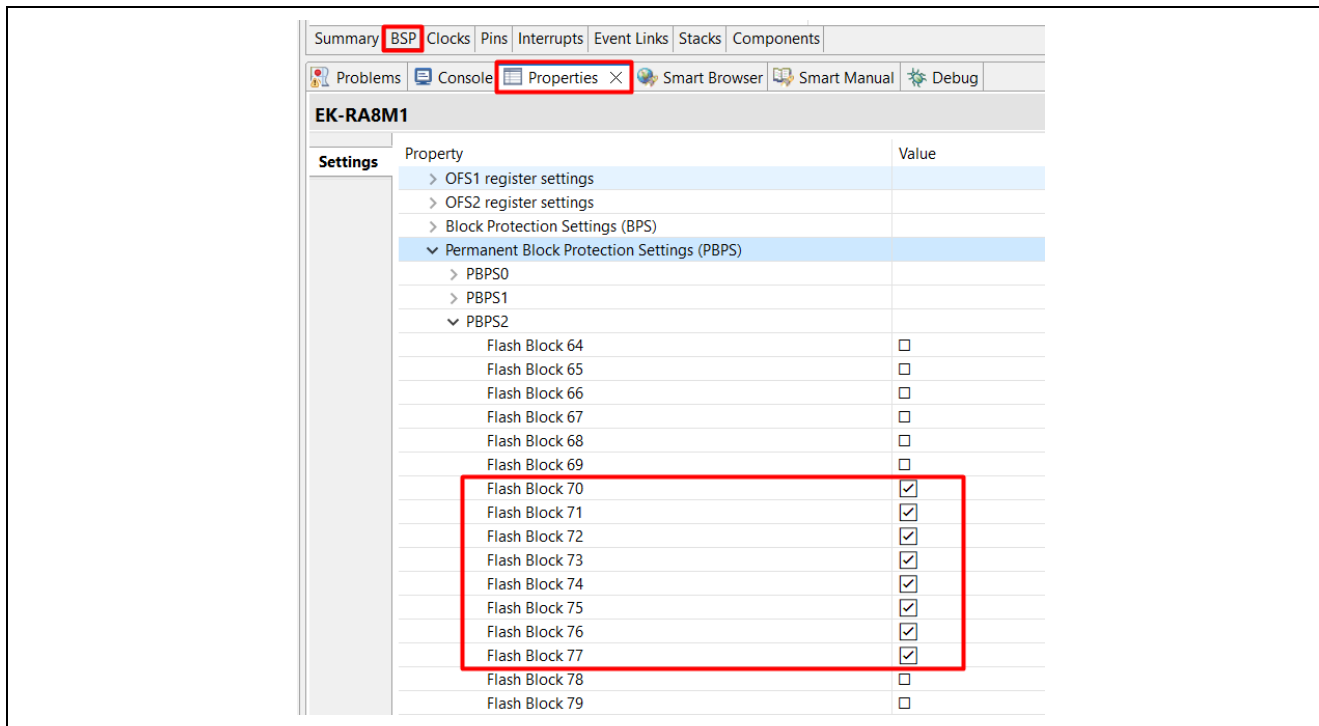 Summary BSP Clocks Pins Interrupts Event Links Stacks Components
Problems Console Properties Smart Browser Smart Manual Debug
EK-RA8M1
Settings
Property Value
OFS1 register settings
OFS2 register settings
Block Protection Settings (BPS)
Permanent Block Protection Settings (PBPS)
PBPS0
PBPS1
PBPS2
Flash Block 64
Flash Block 65
Flash Block 66
Flash Block 67
Flash Block 68
Flash Block 69
Flash Block 70
Flash Block 71
Flash Block 72
Flash Block 73
Flash Block 74
Flash Block 75
Flash Block 76
Flash Block 77
Flash Block 78
Flash Block 79